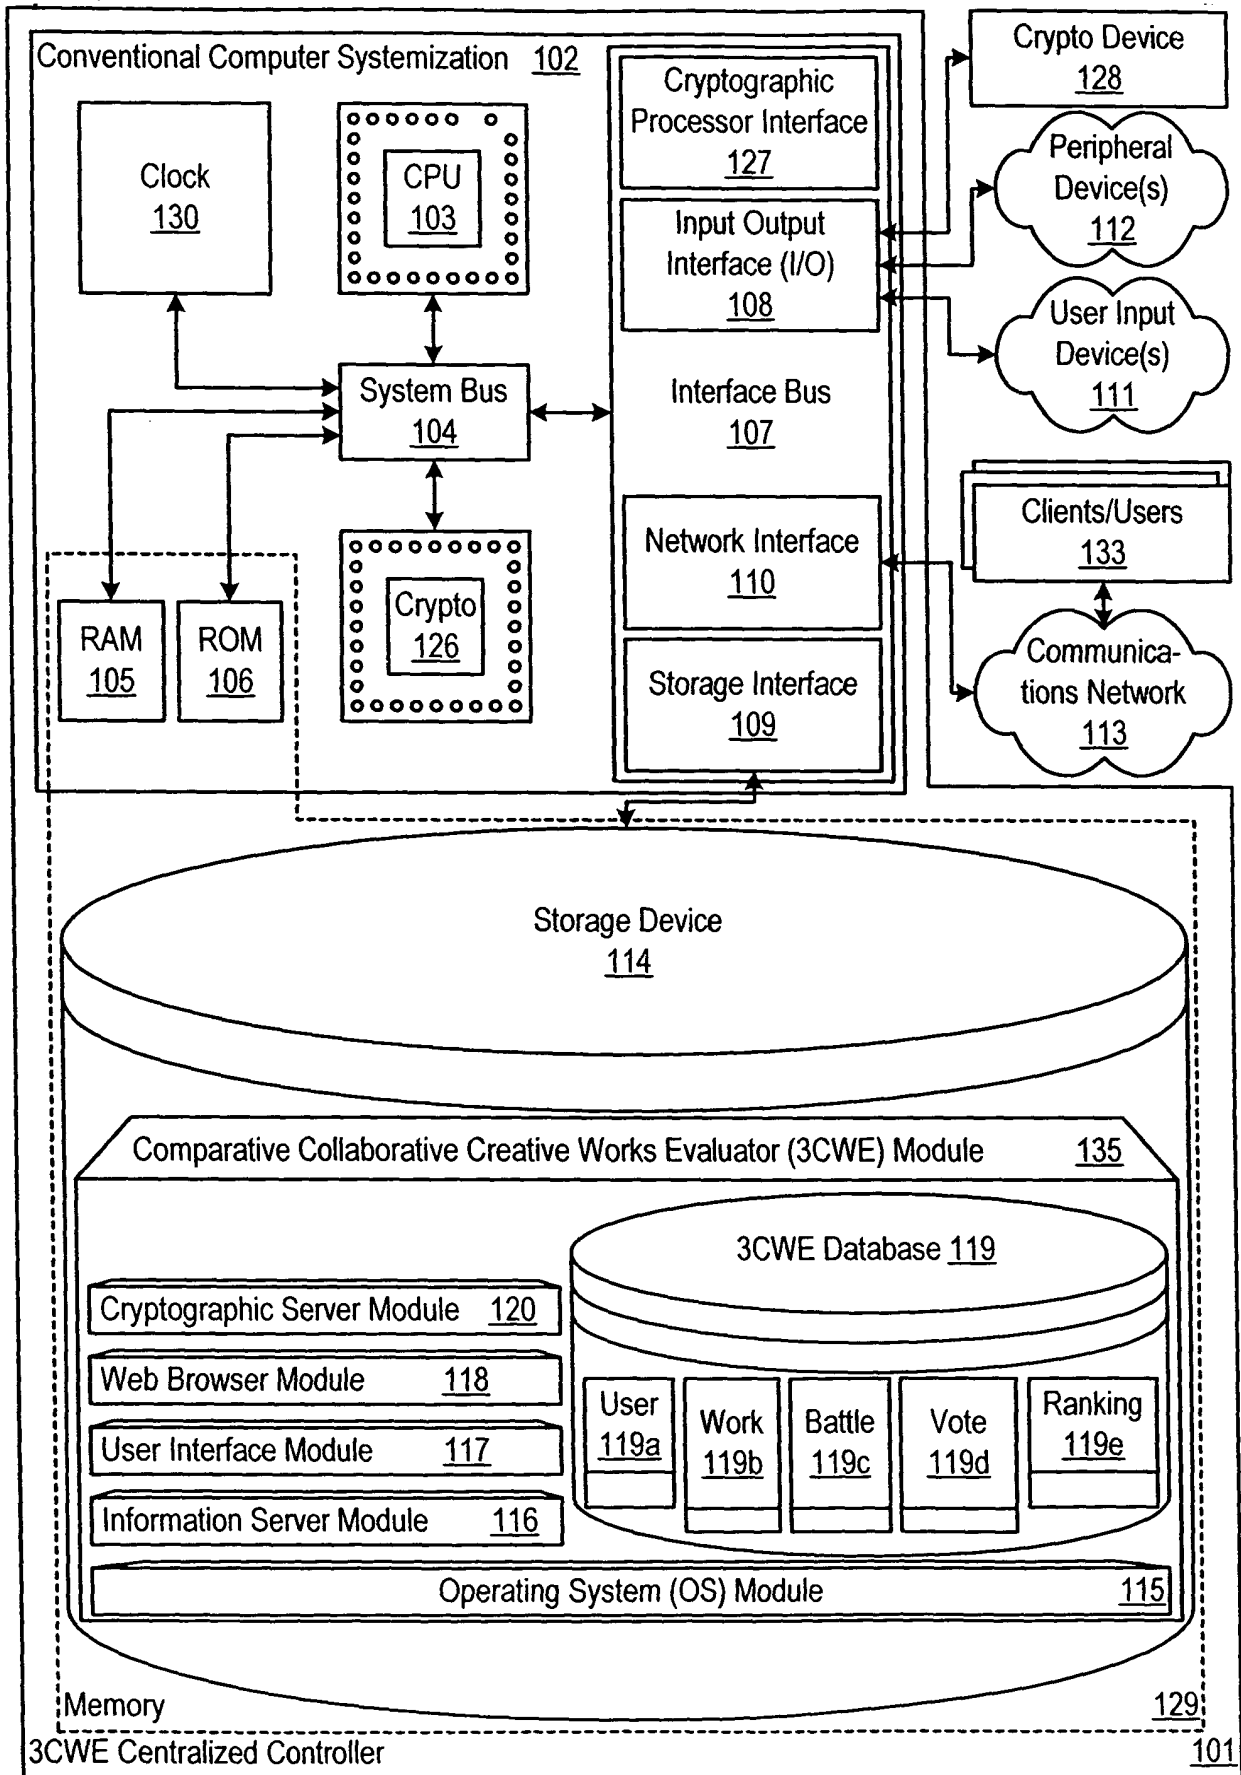 Conventional Computer Systemization 102
Clock
130
CPU
103
System Bus
104
Crypto
126
RAM
105
ROM
106
Cryptographic
Processor Interface
127
Input Output
Interface (I/O)
108
Interface Bus
107
Network Interface
110
Storage Interface
109
Crypto Device
128
Peripheral
Device(s)
112
User Input
Device(s)
111
Clients/Users
133
Communica-
tions Network
113
Storage Device
114
Comparative Collaborative Creative Works Evaluator (3CWE) Module 135
3CWE Database 119
Cryptographic Server Module 120
Web Browser Module 118
User Interface Module 117
Information Server Module 116
User
119a
Work
119b
Battle
119c
Vote
119d
Ranking
119e
Operating System (OS) Module 115
Memory 129
3CWE Centralized Controller 101